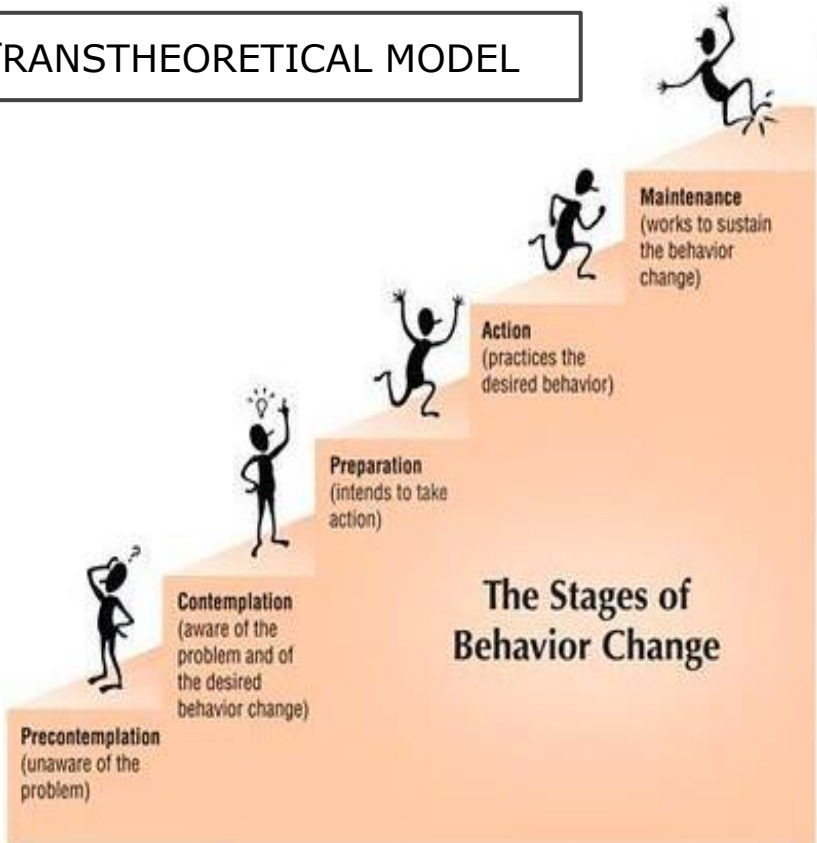 TRANSTHEORETICAL MODEL
Maintenance
(works to sustain
the behavior
change)
Action
(practices the
desired behavior)
Preparation
(intends to take
action)
Contemplation
(aware of the
problem and of
the desired
behavior change)
Precontemplation
(unaware of the
problem)
The Stages of
Behavior Change
?